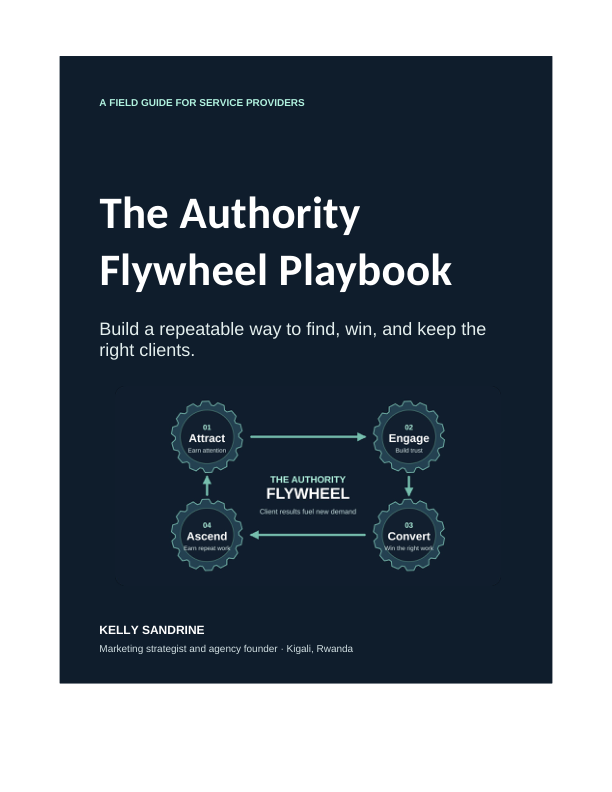 A FIELD GUIDE FOR SERVICE PROVIDERS
The Authority
Flywheel Playbook
Build a repeatable way to find, win, and keep the
right clients.
01
Attract
Earn attention
02
Engage
Build trust
THE AUTHORITY
FLYWHEEL
Client results fuel new demand
04
Ascend
Earn repeat work
03
Convert
Win the right work
KELLY SANDRINE
Marketing strategist and agency founder · Kigali, Rwanda